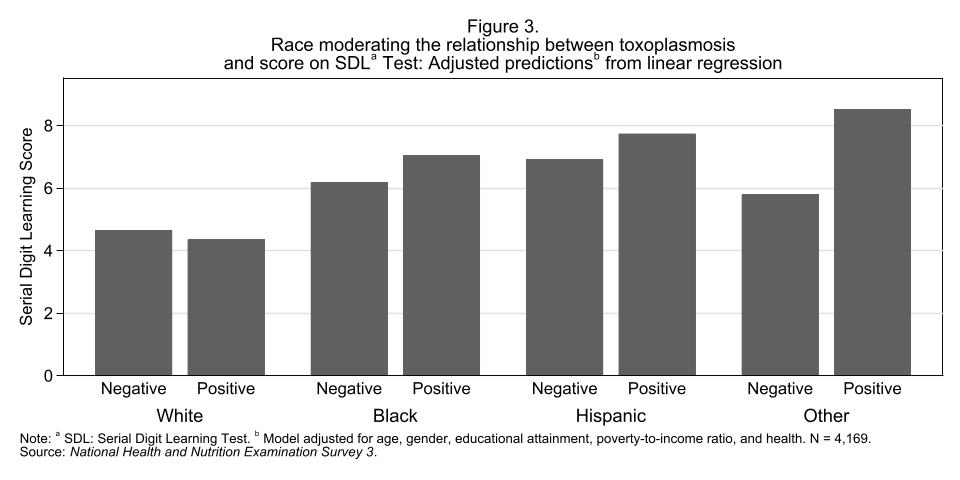 Figure 3.
Race moderating the relationship between toxoplasmosis
and score on SDLᵃ Test: Adjusted predictionsᵇ from linear regression
Serial Digit Learning Score
8
6
4
2
0
Negative Positive Negative Positive Negative Positive Negative Positive
White Black Hispanic Other
Note: ᵃ SDL: Serial Digit Learning Test. ᵇ Model adjusted for age, gender, educational attainment, poverty-to-income ratio, and health. N = 4,169.
Source: National Health and Nutrition Examination Survey 3.